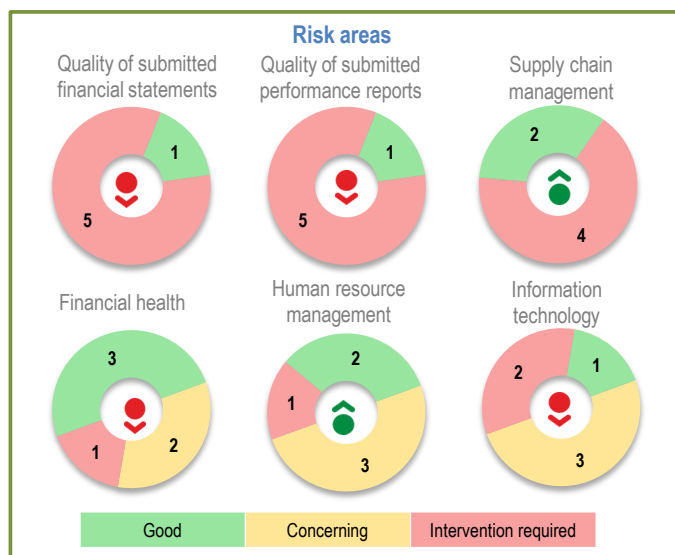 Risk areas
Quality of submitted
financial statements
Quality of submitted
performance reports
Supply chain
management
1
5
1
5
2
4
Financial health
Human resource
management
Information
technology
3
1
2
2
1
3
2
1
3
Good
Concerning
Intervention required